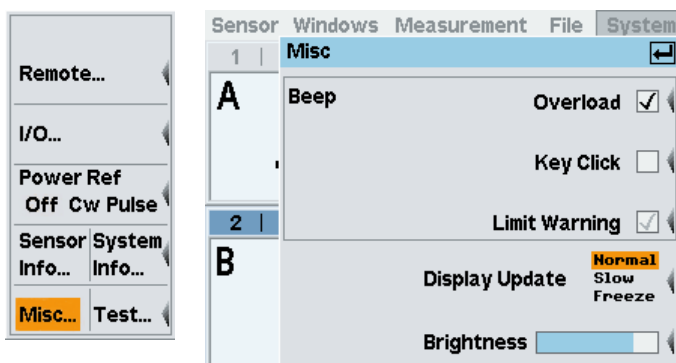 Remote...
I/O...
Power Ref
Off Cw Pulse
Sensor System
Info... Info...
Misc... Test...
Sensor Windows Measurement File System
1
Misc
A
Beep
Overload
Key Click
2
Limit Warning
B
Display Update
Normal
Slow
Freeze
Brightness